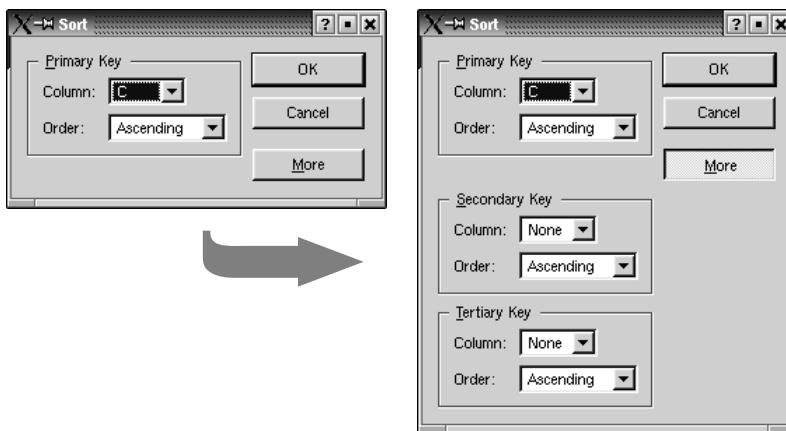 Sort
Primary Key
Column: C
Order: Ascending
OK
Cancel
More
Sort
Primary Key
Column: C
Order: Ascending
OK
Cancel
More
Secondary Key
Column: None
Order: Ascending
Tertiary Key
Column: None
Order: Ascending